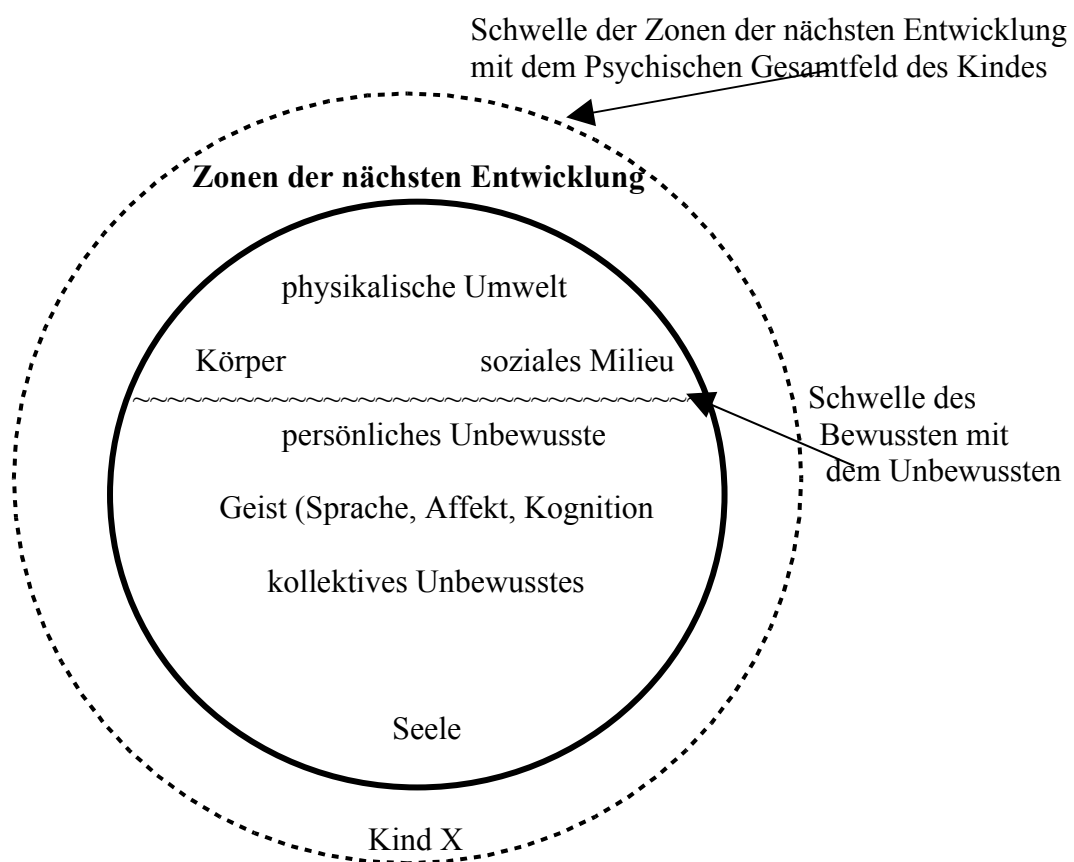 Schwelle der Zonen der nächsten Entwicklung
mit dem Psychischen Gesamtfeld des Kindes
Zonen der nächsten Entwicklung
physikalische Umwelt
Körper
soziales Milieu
~~~~~~~~~~~~~~~~~~~~~~~~~~~~~~~~~~
persönliches Unbewusste
Schwelle des
Bewussten mit
dem Unbewussten
Geist (Sprache, Affekt, Kognition
kollektives Unbewusstes
Seele
Kind X